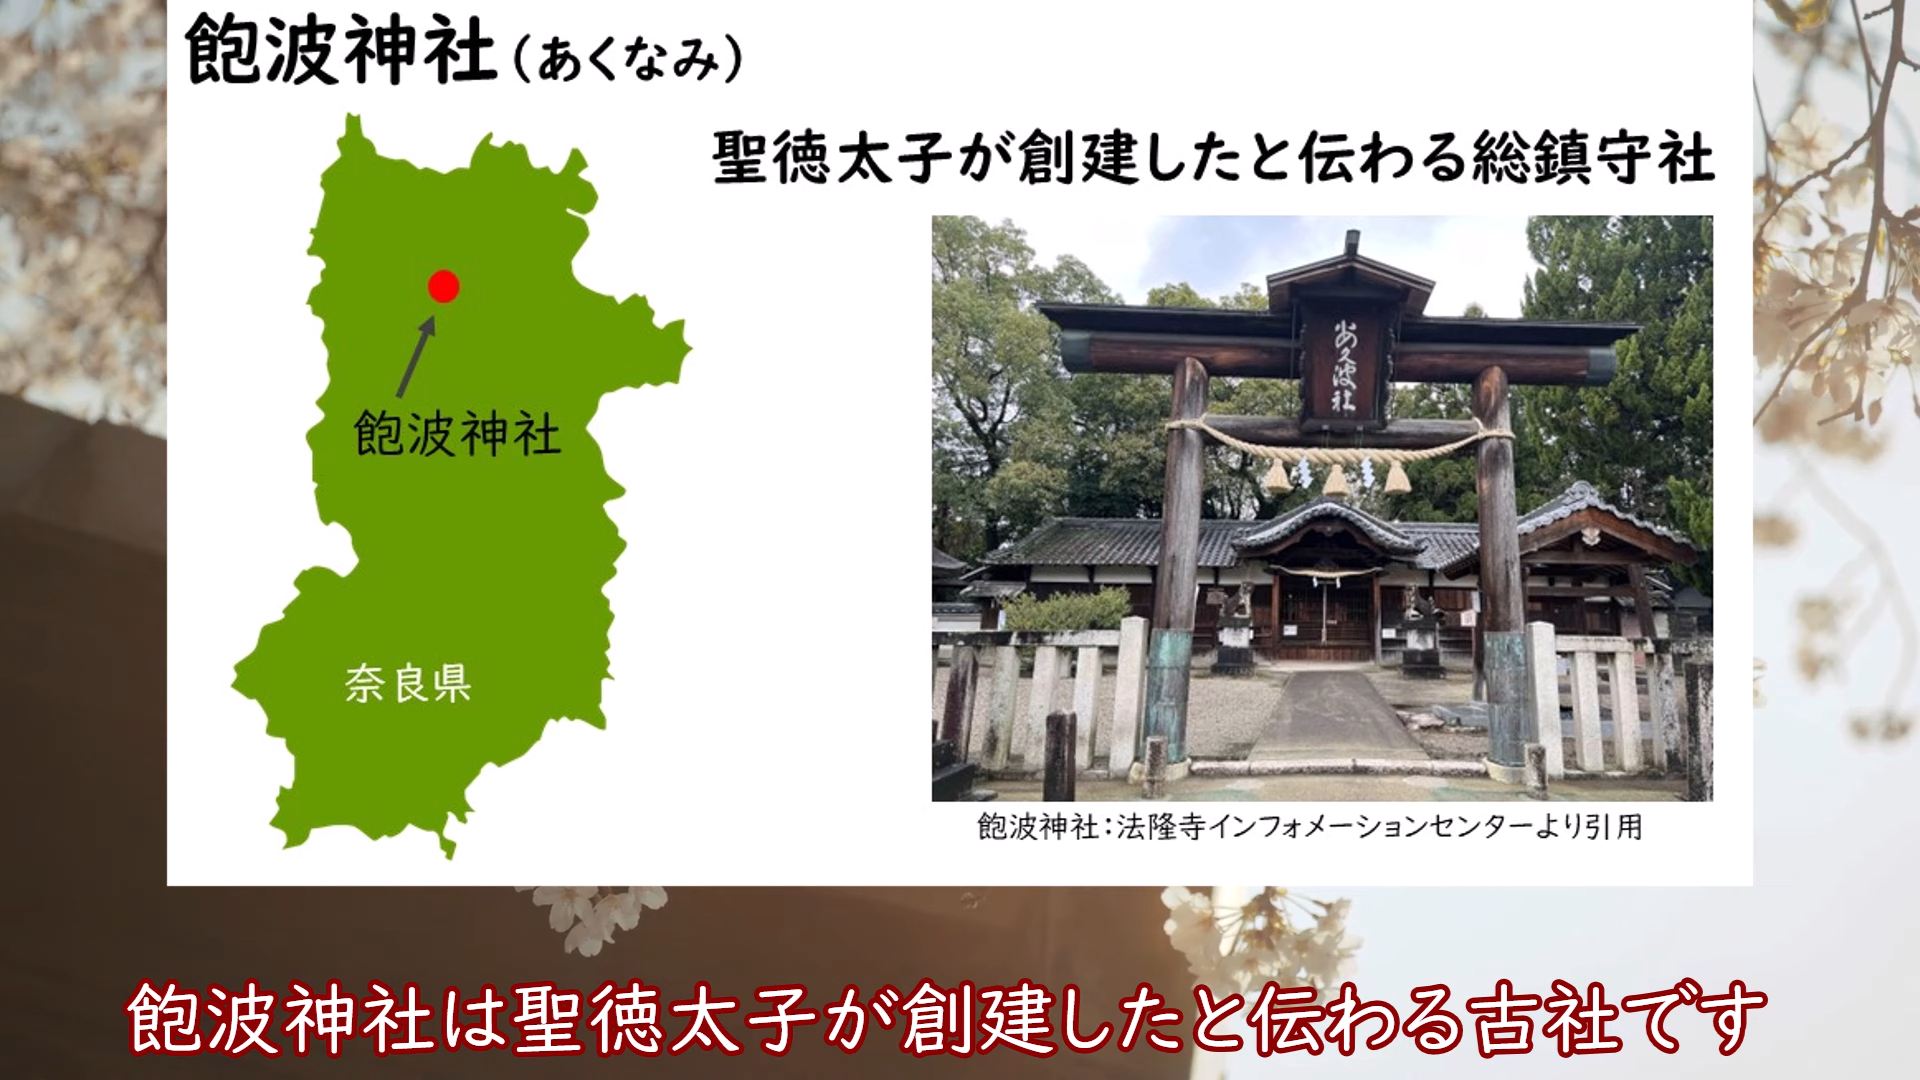 飽波神社（あくなみ）
聖徳太子が創建したと伝わる総鎮守社
飽波神社
奈良県
安久波社
飽波神社：法隆寺インフォメーションセンターより引用
飽波神社は聖徳太子が創建したと伝わる古社です